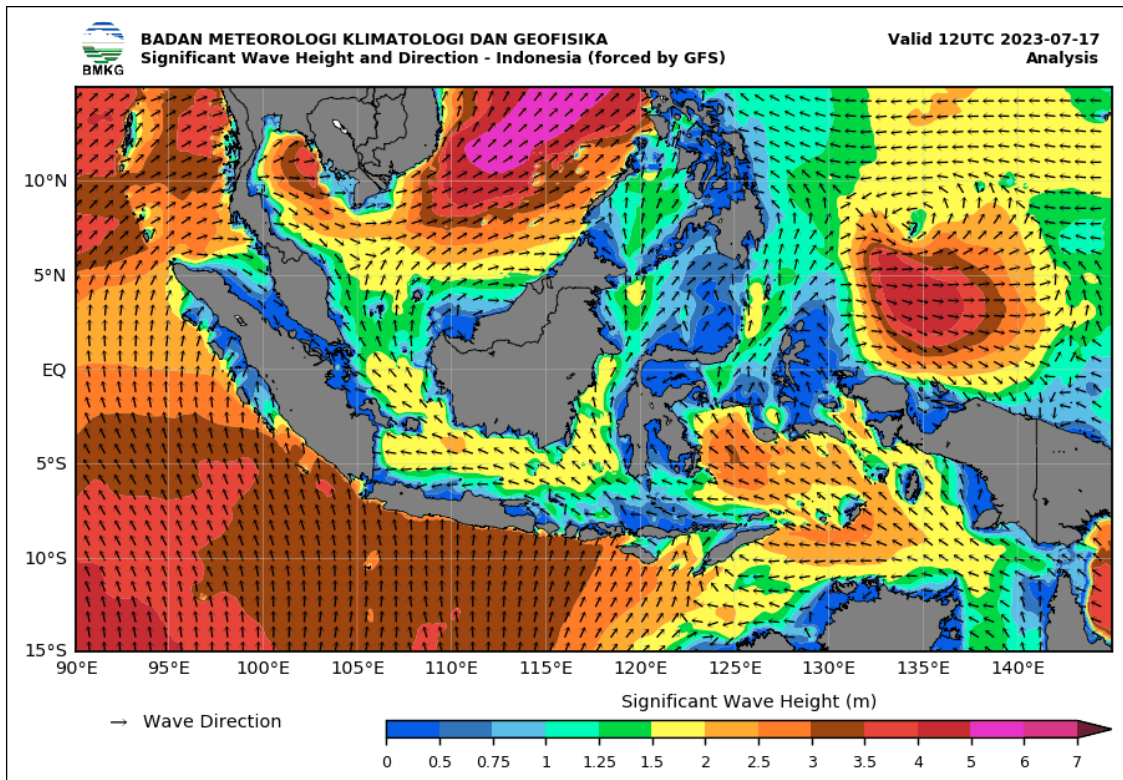 BADAN METEOROLOGI KLIMATOLOGI DAN GEOFISIKA
Significant Wave Height and Direction - Indonesia (forced by GFS)
Valid 12UTC 2023-07-17
Analysis
BMKG
10°N
5°N
EQ
5°S
10°S
15°S
90°E 95°E 100°E 105°E 110°E 115°E 120°E 125°E 130°E 135°E 140°E
Significant Wave Height (m)
Wave Direction
0 0.5 0.75 1 1.25 1.5 2 2.5 3 3.5 4 5 6 7